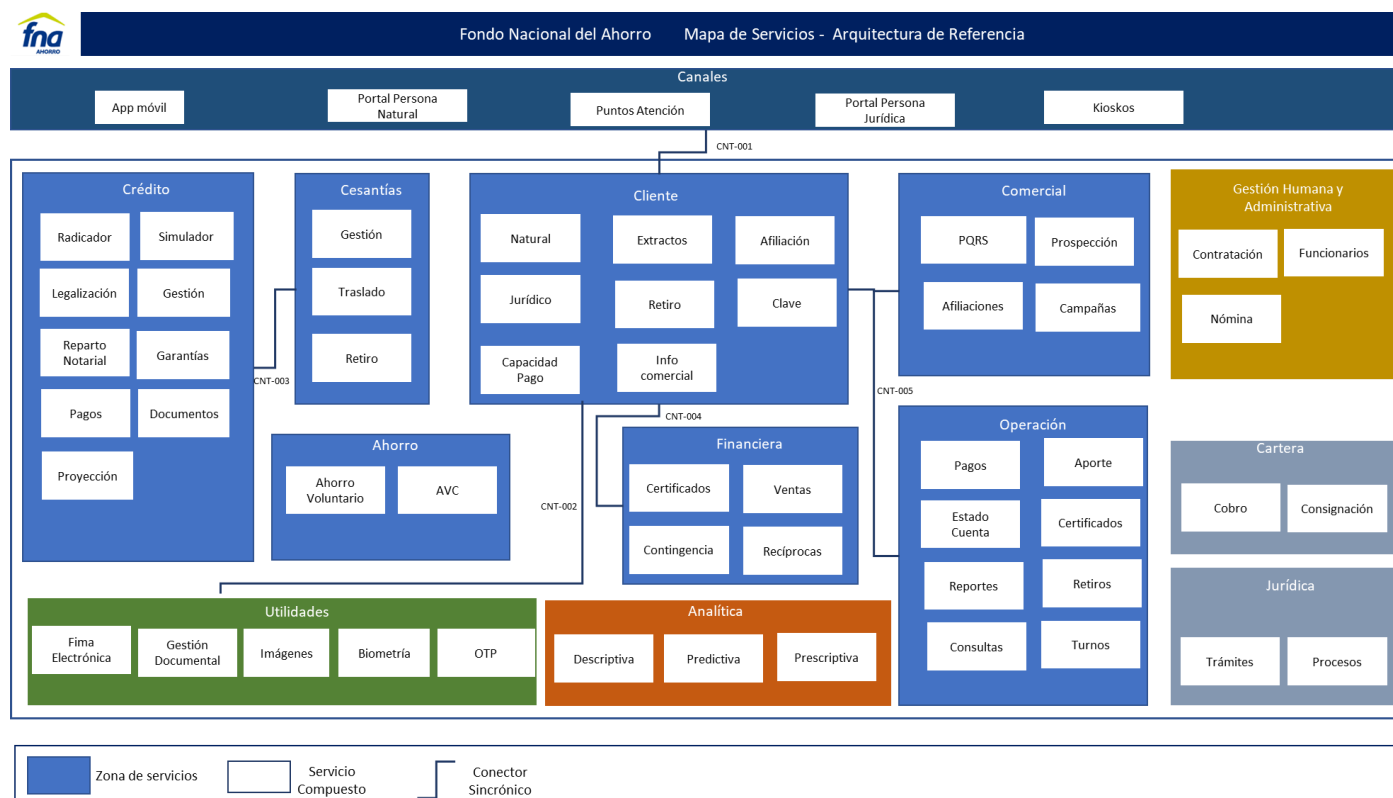 fna
AHORRO
Fondo Nacional del Ahorro Mapa de Servicios - Arquitectura de Referencia
Canales
App móvil
Portal Persona
Natural
Puntos Atención
Portal Persona
Jurídica
Kioskos
CNT-001
Crédito
Radicador
Simulador
Legalización
Gestión
Reparto
Notarial
Garantías
Pagos
Documentos
Proyección
CNT-003
Cesantías
Gestión
Traslado
Retiro
Cliente
Natural
Extractos
Afiliación
Jurídico
Retiro
Clave
Capacidad
Pago
Info
comercial
Comercial
PQRS
Prospección
Afiliaciones
Campañas
Gestión Humana y
Administrativa
Contratación
Funcionarios
Nómina
CNT-005
CNT-004
CNT-002
Ahorro
Ahorro
Voluntario
AVC
Financiera
Certificados
Ventas
Contingencia
Recíprocas
Operación
Pagos
Aporte
Estado
Cuenta
Certificados
Reportes
Retiros
Consultas
Turnos
Cartera
Cobro
Consignación
Jurídica
Trámites
Procesos
Utilidades
Fima
Electrónica
Gestión
Documental
Imágenes
Biometría
OTP
Analítica
Descriptiva
Predictiva
Prescriptiva
Zona de servicios
Servicio
Compuesto
Conector
Sincrónico